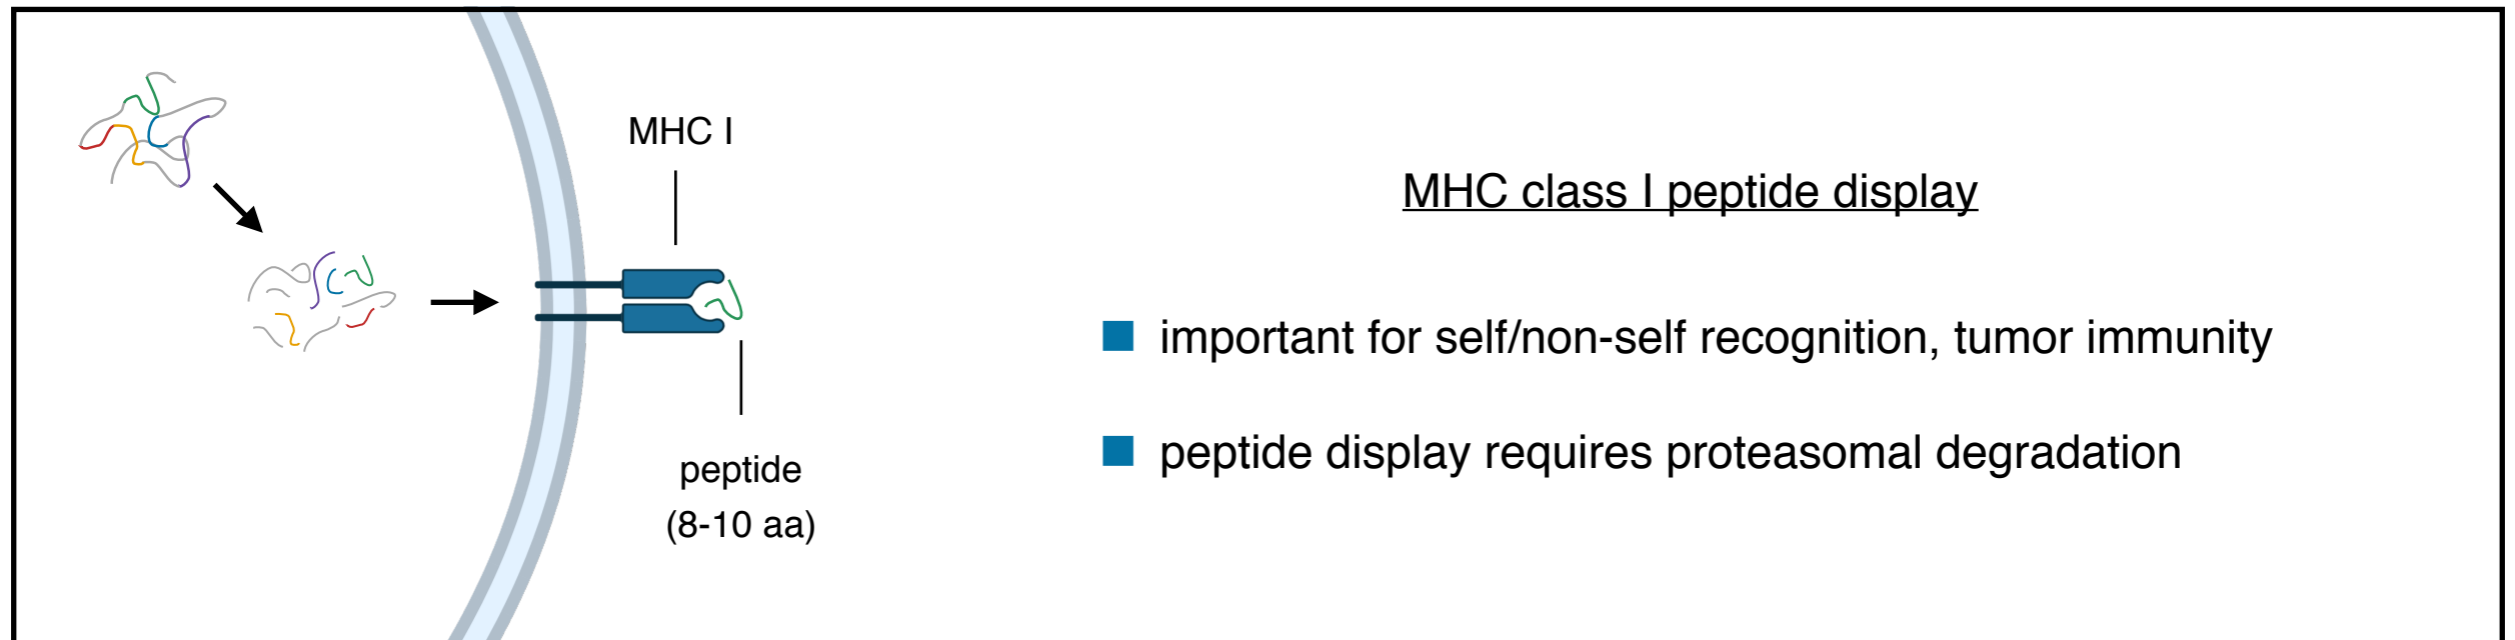 MHC I
peptide
(8-10 aa)
MHC class I peptide display
important for self/non-self recognition, tumor immunity
peptide display requires proteasomal degradation